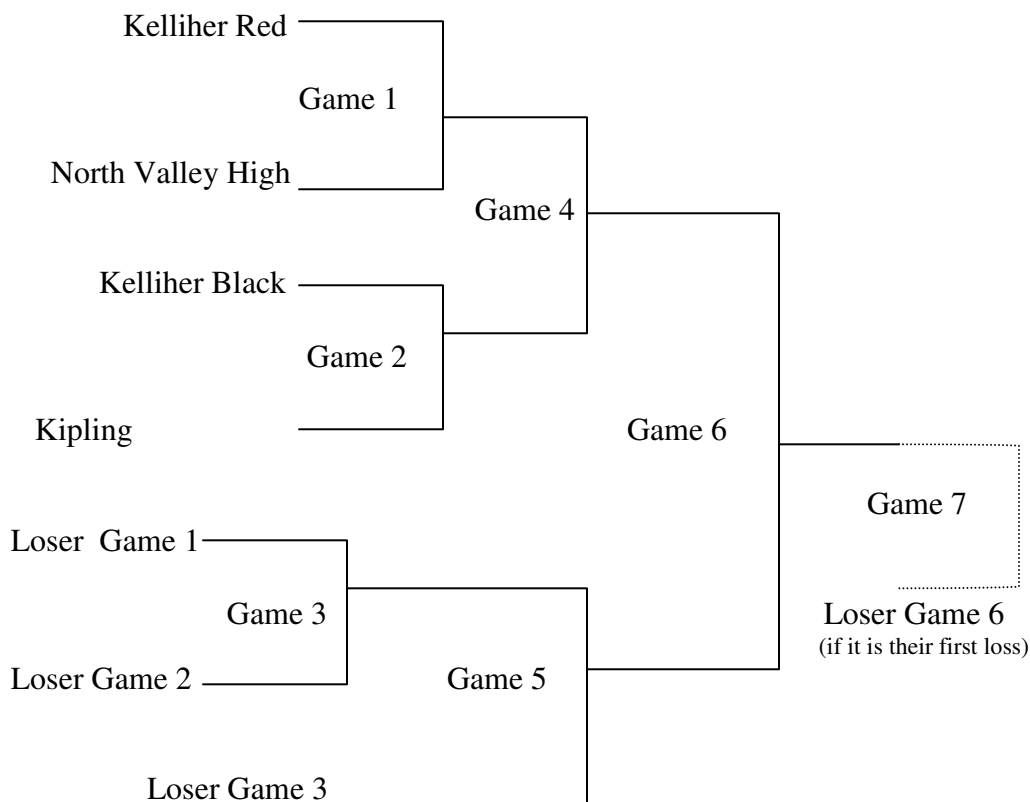 Kelliher Red
Game 1
North Valley High
Game 4
Kelliher Black
Game 2
Kipling
Game 6
Game 7
Loser Game 1
Game 3
Loser Game 6
(if it is their first loss)
Loser Game 2
Game 5
Loser Game 3